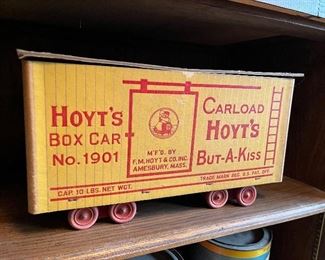 HOYT'S
BOX CAR
NO. 1901
M'F'D. BY
F.M. HOYT & CO. INC.
AMESBURY, MASS.
CARLOAD
HOYT'S
BUT-A-KISS
CAP. 10 LBS. NET WGT.
TRADE MARK REG. U.S. PAT. OFF.